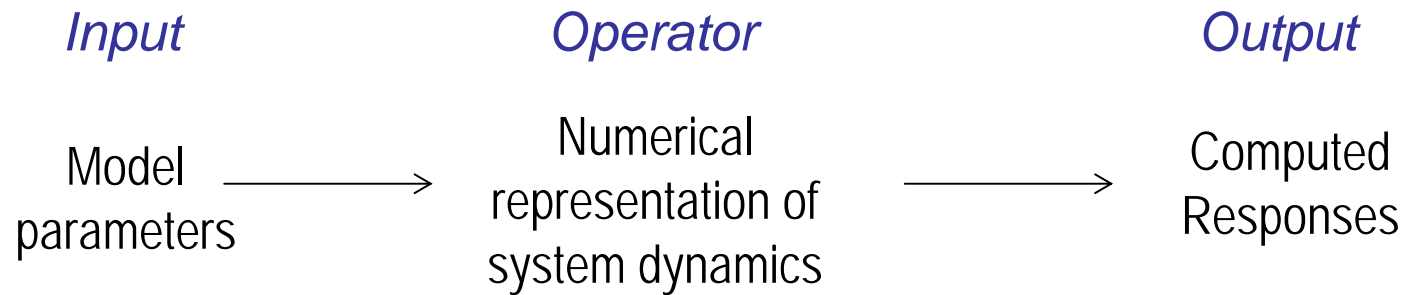 Input
Operator
Output
Model
parameters
Numerical
representation of
system dynamics
Computed
Responses